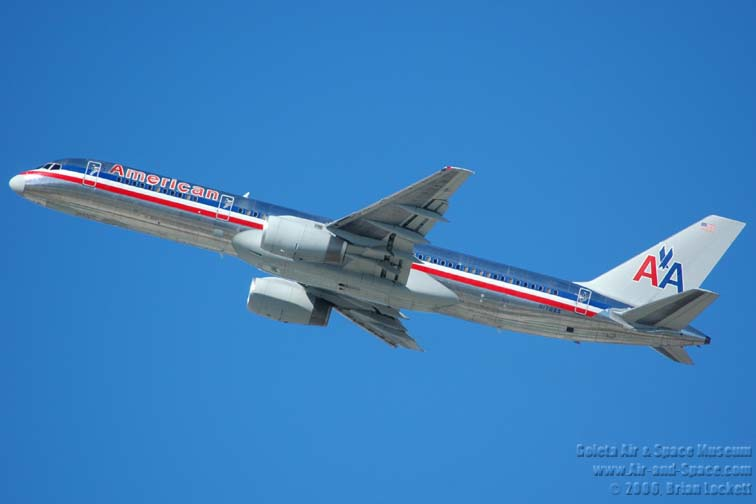 American
AA
Goleta Air & Space Museum
www.Air-and-Space.com
© 2006, Brian Lockett